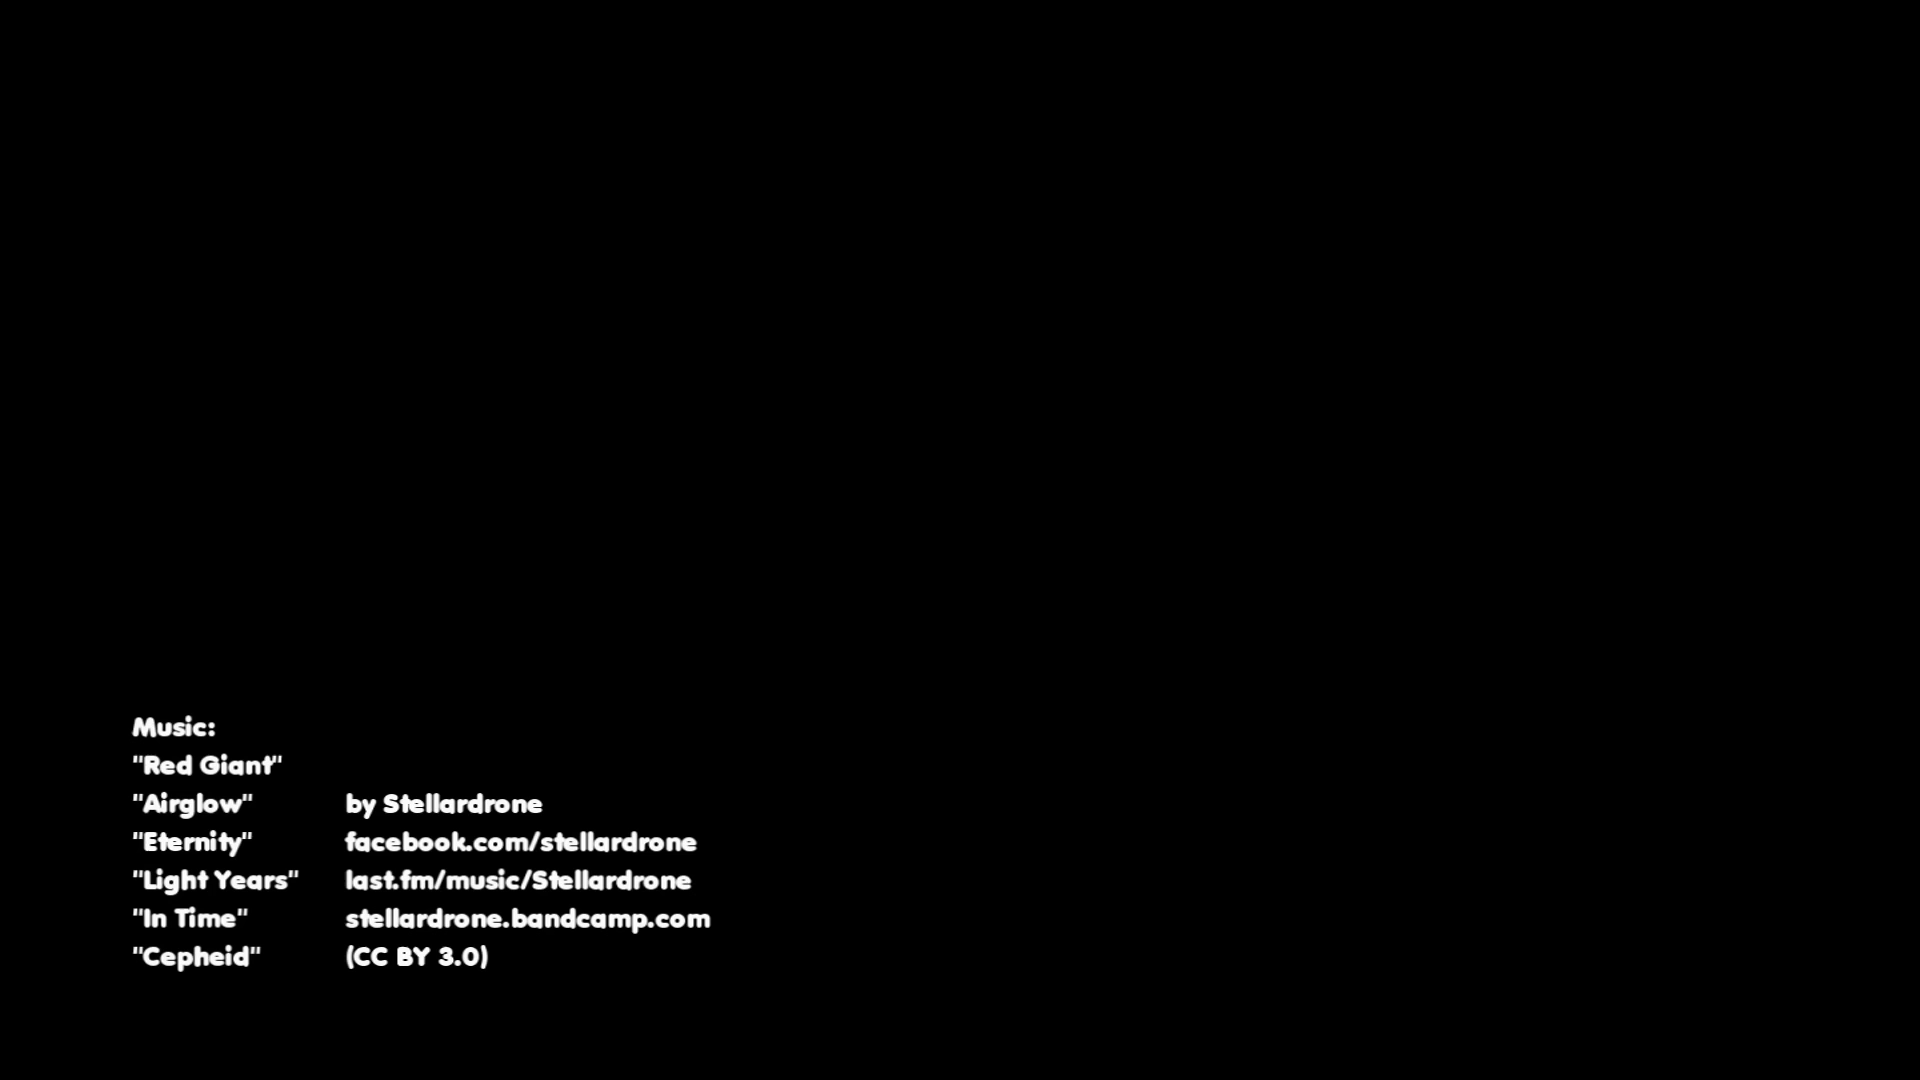 Music:
"Red Giant"
"Airglow" by Stellardrone
"Eternity" facebook.com/stellardrone
"Light Years" last.fm/music/Stellardrone
"In Time" stellardrone.bandcamp.com
"Cepheid" (CC BY 3.0)